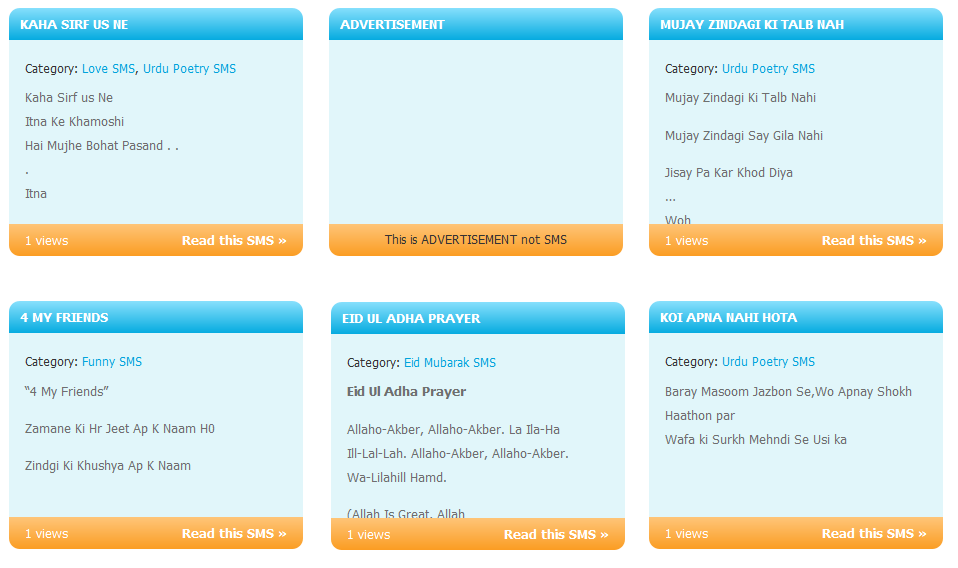 KAHA SIRF US NE
Category: Love SMS, Urdu Poetry SMS
Kaha Sirf us Ne
Itna Ke Khamoshi
Hai Mujhe Bohat Pasand . .
.
Itna
1 views Read this SMS »
ADVERTISEMENT
This is ADVERTISEMENT not SMS
MUJAY ZINDAGI KI TALB NAH
Category: Urdu Poetry SMS
Mujay Zindagi Ki Talb Nahi
Mujay Zindagi Say Gila Nahi
Jisay Pa Kar Khod Diya
...
Woh
1 views Read this SMS »
4 MY FRIENDS
Category: Funny SMS
“4 My Friends”
Zamane Ki Hr Jeet Ap K Naam H0
Zindgi Ki Khushya Ap K Naam
1 views Read this SMS »
EID UL ADHA PRAYER
Category: Eid Mubarak SMS
Eid Ul Adha Prayer
Allaho-Akber, Allaho-Akber. La Ila-Ha
Ill-Lal-Lah. Allaho-Akber, Allaho-Akber.
Wa-Lilahill Hamd.
(Allah Is Great, Allah
1 views Read this SMS »
KOI APNA NAHI HOTA
Category: Urdu Poetry SMS
Baray Masoom Jazbon Se,Wo Apnay Shokh
Haathon par
Wafa ki Surkh Mehndi Se Usi ka
1 views Read this SMS »